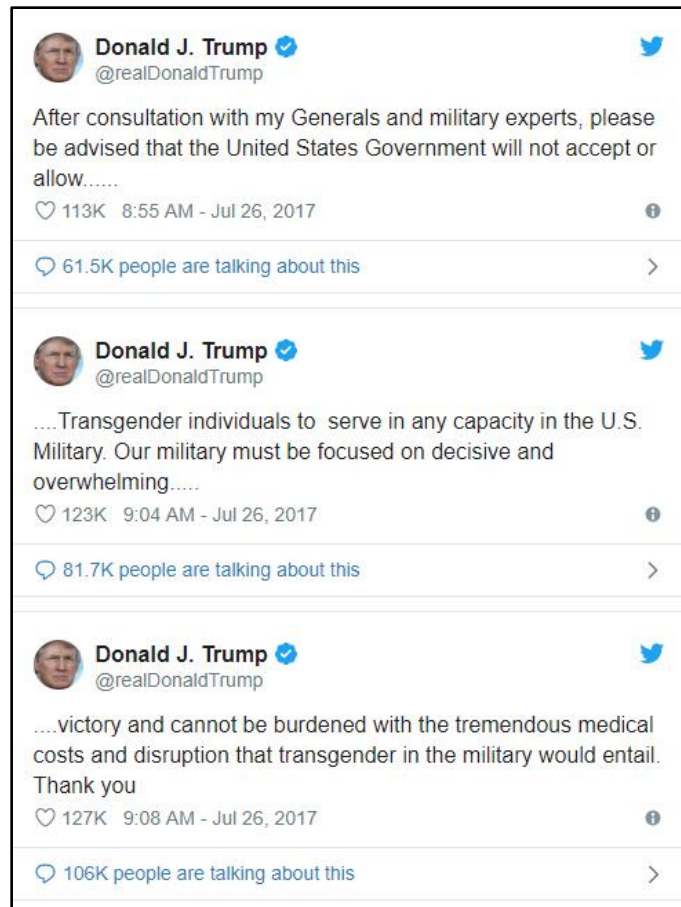 Donald J. Trump
@realDonaldTrump
After consultation with my Generals and military experts, please
be advised that the United States Government will not accept or
allow......
113K 8:55 AM - Jul 26, 2017
61.5K people are talking about this
Donald J. Trump
@realDonaldTrump
....Transgender individuals to  serve in any capacity in the U.S.
Military. Our military must be focused on decisive and
overwhelming.....
123K 9:04 AM - Jul 26, 2017
81.7K people are talking about this
Donald J. Trump
@realDonaldTrump
....victory and cannot be burdened with the tremendous medical
costs and disruption that transgender in the military would entail.
Thank you
127K 9:08 AM - Jul 26, 2017
106K people are talking about this